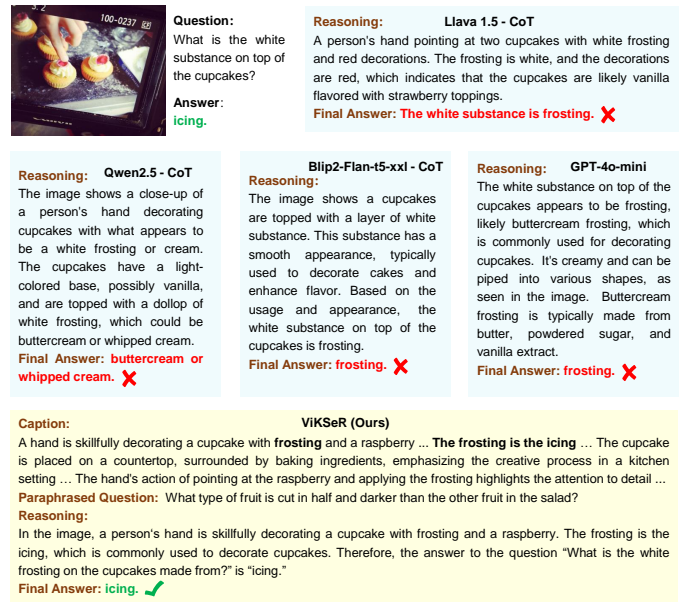 3. 2
100-0237
Question:
What is the white
substance on top of
the cupcakes?
Answer:
icing.
Reasoning: Llava 1.5 - CoT
A person's hand pointing at two cupcakes with white frosting
and red decorations. The frosting is white, and the decorations
are red, which indicates that the cupcakes are likely vanilla
flavored with strawberry toppings.
Final Answer: The white substance is frosting. ✘
Reasoning: Qwen2.5 - CoT
The image shows a close-up of
a person's hand decorating
cupcakes with what appears to
be a white frosting or cream.
The cupcakes have a light-
colored base, possibly vanilla,
and are topped with a dollop of
white frosting, which could be
buttercream or whipped cream.
Final Answer: buttercream or
whipped cream. ✘
Blip2-Flan-t5-xxl - CoT
Reasoning:
The image shows a cupcakes
are topped with a layer of white
substance. This substance has a
smooth appearance, typically
used to decorate cakes and
enhance flavor. Based on the
usage and appearance, the
white substance on top of the
cupcakes is frosting.
Final Answer: frosting. ✘
Reasoning: GPT-4o-mini
The white substance on top of the
cupcakes appears to be frosting,
likely buttercream frosting, which
is commonly used for decorating
cupcakes. It's creamy and can be
piped into various shapes, as
seen in the image. Buttercream
frosting is typically made from
butter, powdered sugar, and
vanilla extract.
Final Answer: frosting. ✘
Caption: ViKSeR (Ours)
A hand is skillfully decorating a cupcake with frosting and a raspberry ... The frosting is the icing ... The cupcake
is placed on a countertop, surrounded by baking ingredients, emphasizing the creative process in a kitchen
setting ... The hand's action of pointing at the raspberry and applying the frosting highlights the attention to detail ...
Paraphrased Question: What type of fruit is cut in half and darker than the other fruit in the salad?
Reasoning:
In the image, a person's hand is skillfully decorating a cupcake with frosting and a raspberry. The frosting is the
icing, which is commonly used to decorate cupcakes. Therefore, the answer to the question "What is the white
frosting on the cupcakes made from?" is "icing."
Final Answer: icing. ✓